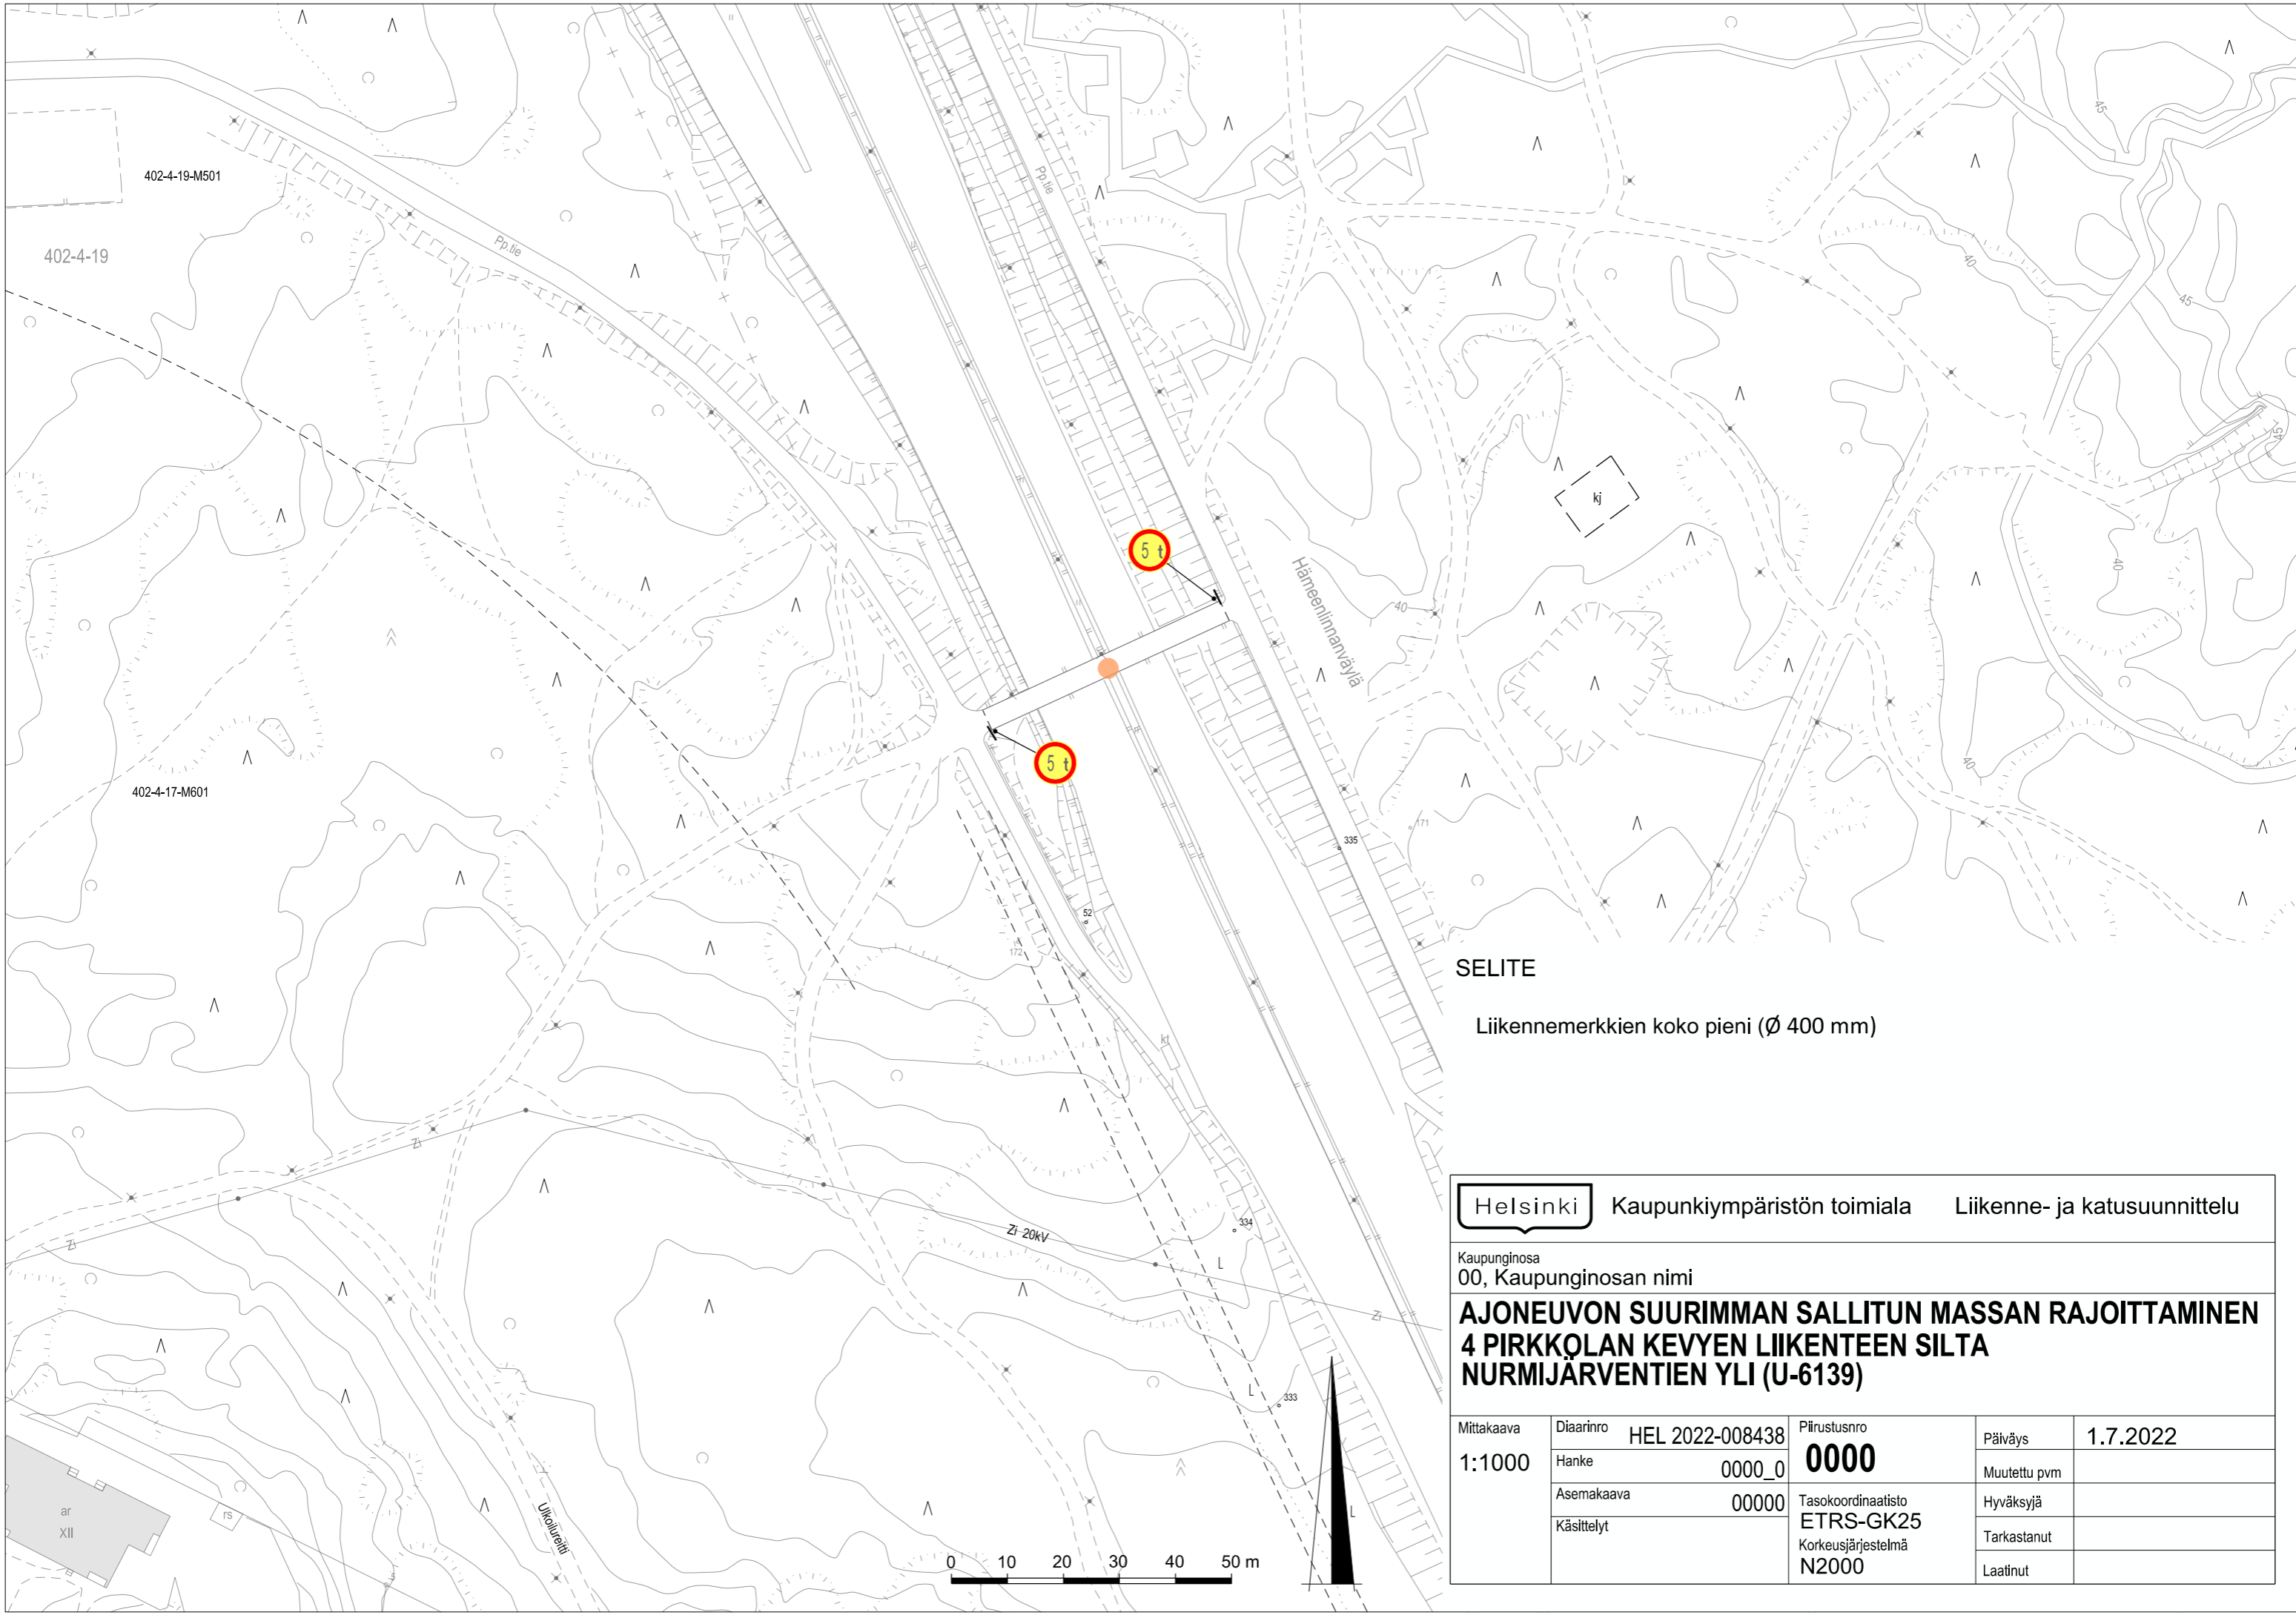 402-4-19-M501
402-4-19
Pp.tie
Pp.tie
45
40
45
45
kj
5 t
Hämeenlinnanväylä
40
40
5 t
402-4-17-M601
40
335
171
52
172
kt
SELITE
Liikennemerkkien koko pieni (Ø 400 mm)
Zi
Zi
Zi 20kV
334
L
Zi
L
333
L
ar
XII
rs
Ulkoilureitti
0 10 20 30 40 50 m
Helsinki Kaupunkiympäristön toimiala Liikenne- ja katusuunnittelu
Kaupunginosa
00, Kaupunginosan nimi
AJONEUVON SUURIMMAN SALLITUN MASSAN RAJOITTAMINEN
4 PIRKKOLAN KEVYEN LIIKENTEEN SILTA
NURMIJÄRVENTIEN YLI (U-6139)
Mittakaava
1:1000
Diaarinro HEL 2022-008438
Hanke 0000_0
Asemakaava 00000
Käsittelyt
Piirustusnro
0000
Tasokoordinaatisto
ETRS-GK25
Korkeusjärjestelmä
N2000
Päiväys 1.7.2022
Muutettu pvm
Hyväksyjä
Tarkastanut
Laatinut